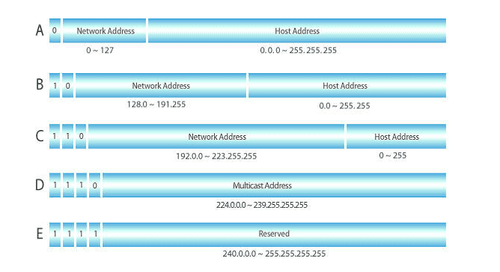 A 0 Network Address Host Address
0 ~ 127 0. 0. 0 ~ 255. 255. 255
B 1 0 Network Address Host Address
128.0 ~ 191.255 0.0 ~ 255. 255
C 1 1 0 Network Address Host Address
192.0.0 ~ 223.255.255 0 ~ 255
D 1 1 1 0 Multicast Address
224.0.0.0 ~ 239.255.255.255
E 1 1 1 1 Reserved
240.0.0.0 ~ 255.255.255.255